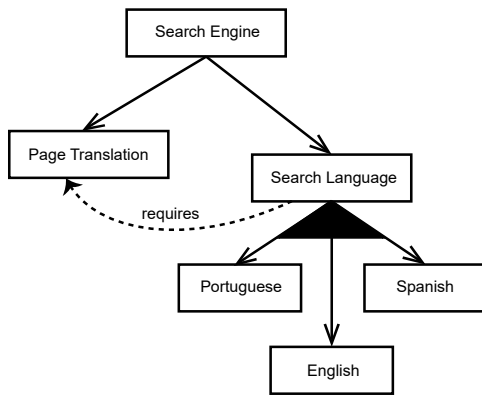 Search Engine
Page Translation
Search Language
requires
Portuguese
Spanish
English